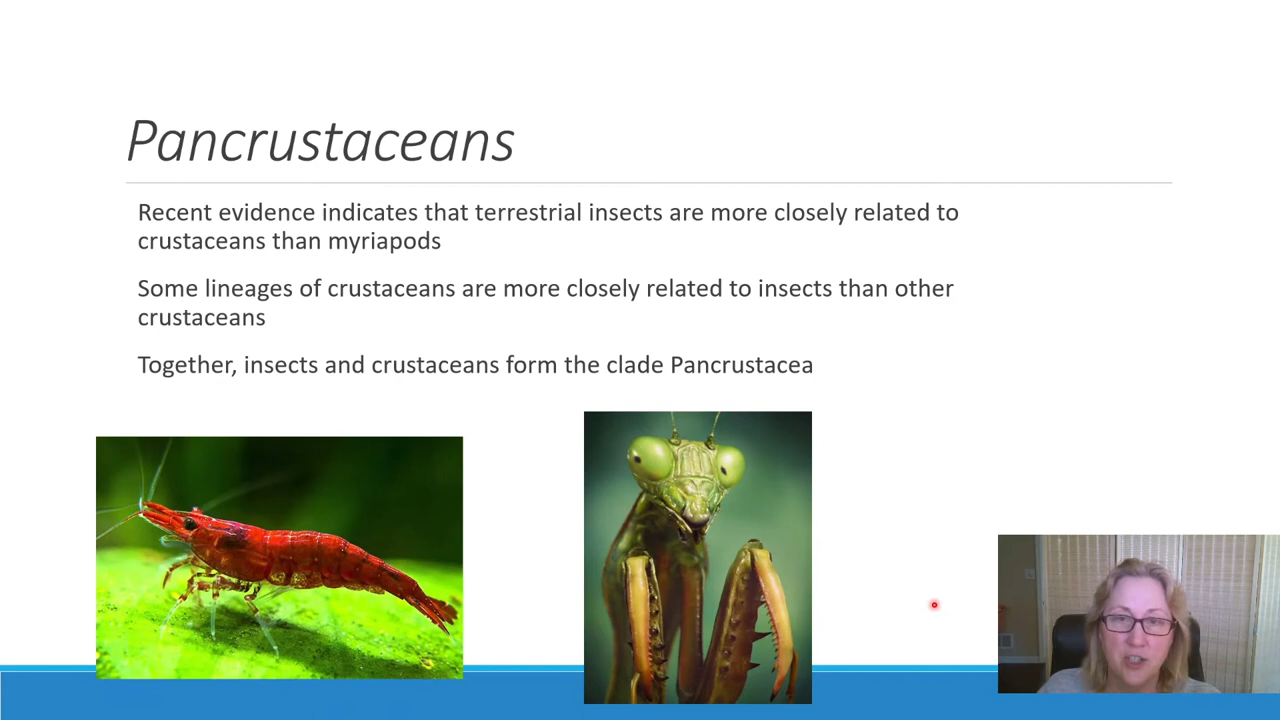 Pancrustaceans
Recent evidence indicates that terrestrial insects are more closely related to
crustaceans than myriapods
Some lineages of crustaceans are more closely related to insects than other
crustaceans
Together, insects and crustaceans form the clade Pancrustacea